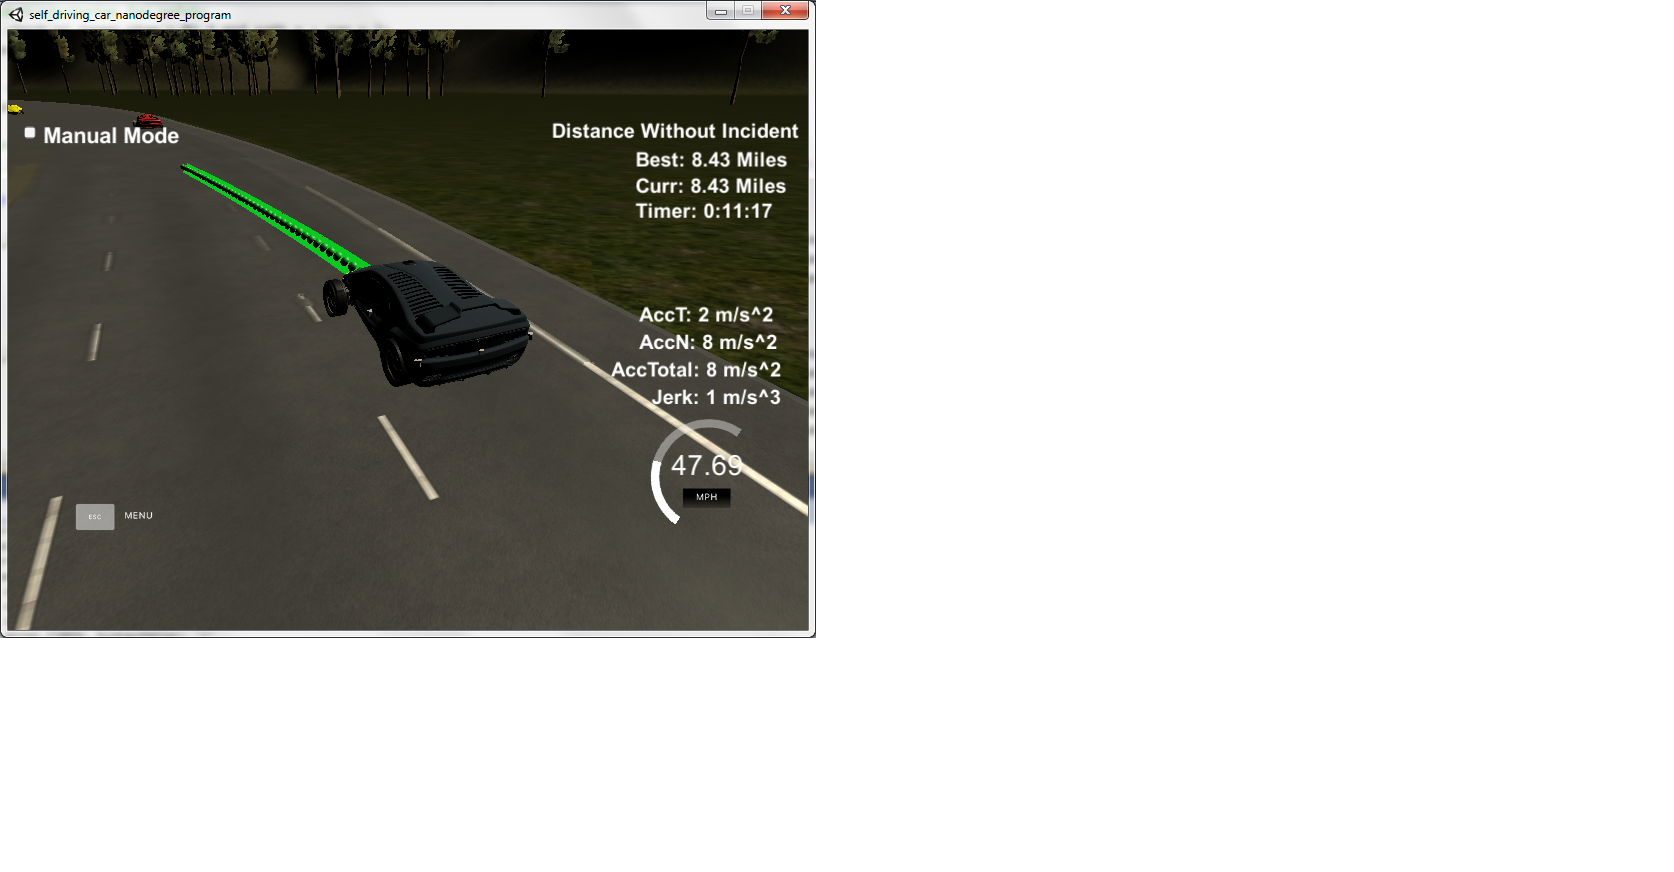 self_driving_car_nanodegree_program
Manual Mode
Distance Without Incident
Best: 8.43 Miles
Curr: 8.43 Miles
Timer: 0:11:17
AccT: 2 m/s^2
AccN: 8 m/s^2
AccTotal: 8 m/s^2
Jerk: 1 m/s^3
47.69
MPH
ESC MENU